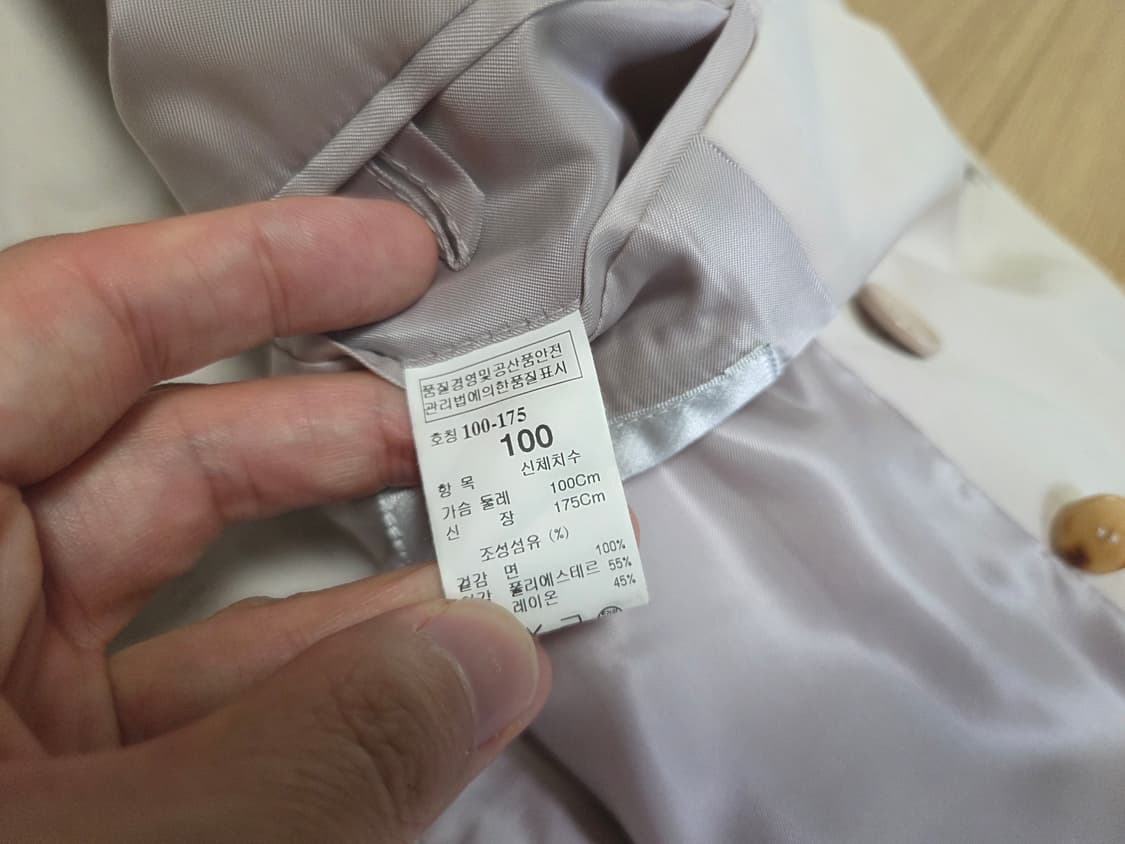 품질경영및공산품안전
관리법에의한품질표시
호칭 100-175
100
신체치수
항 목
가슴 둘레 100Cm
신 장 175Cm
조성섬유 (%)
겉감 면 100%
폴리에스테르 55%
레이온 45%